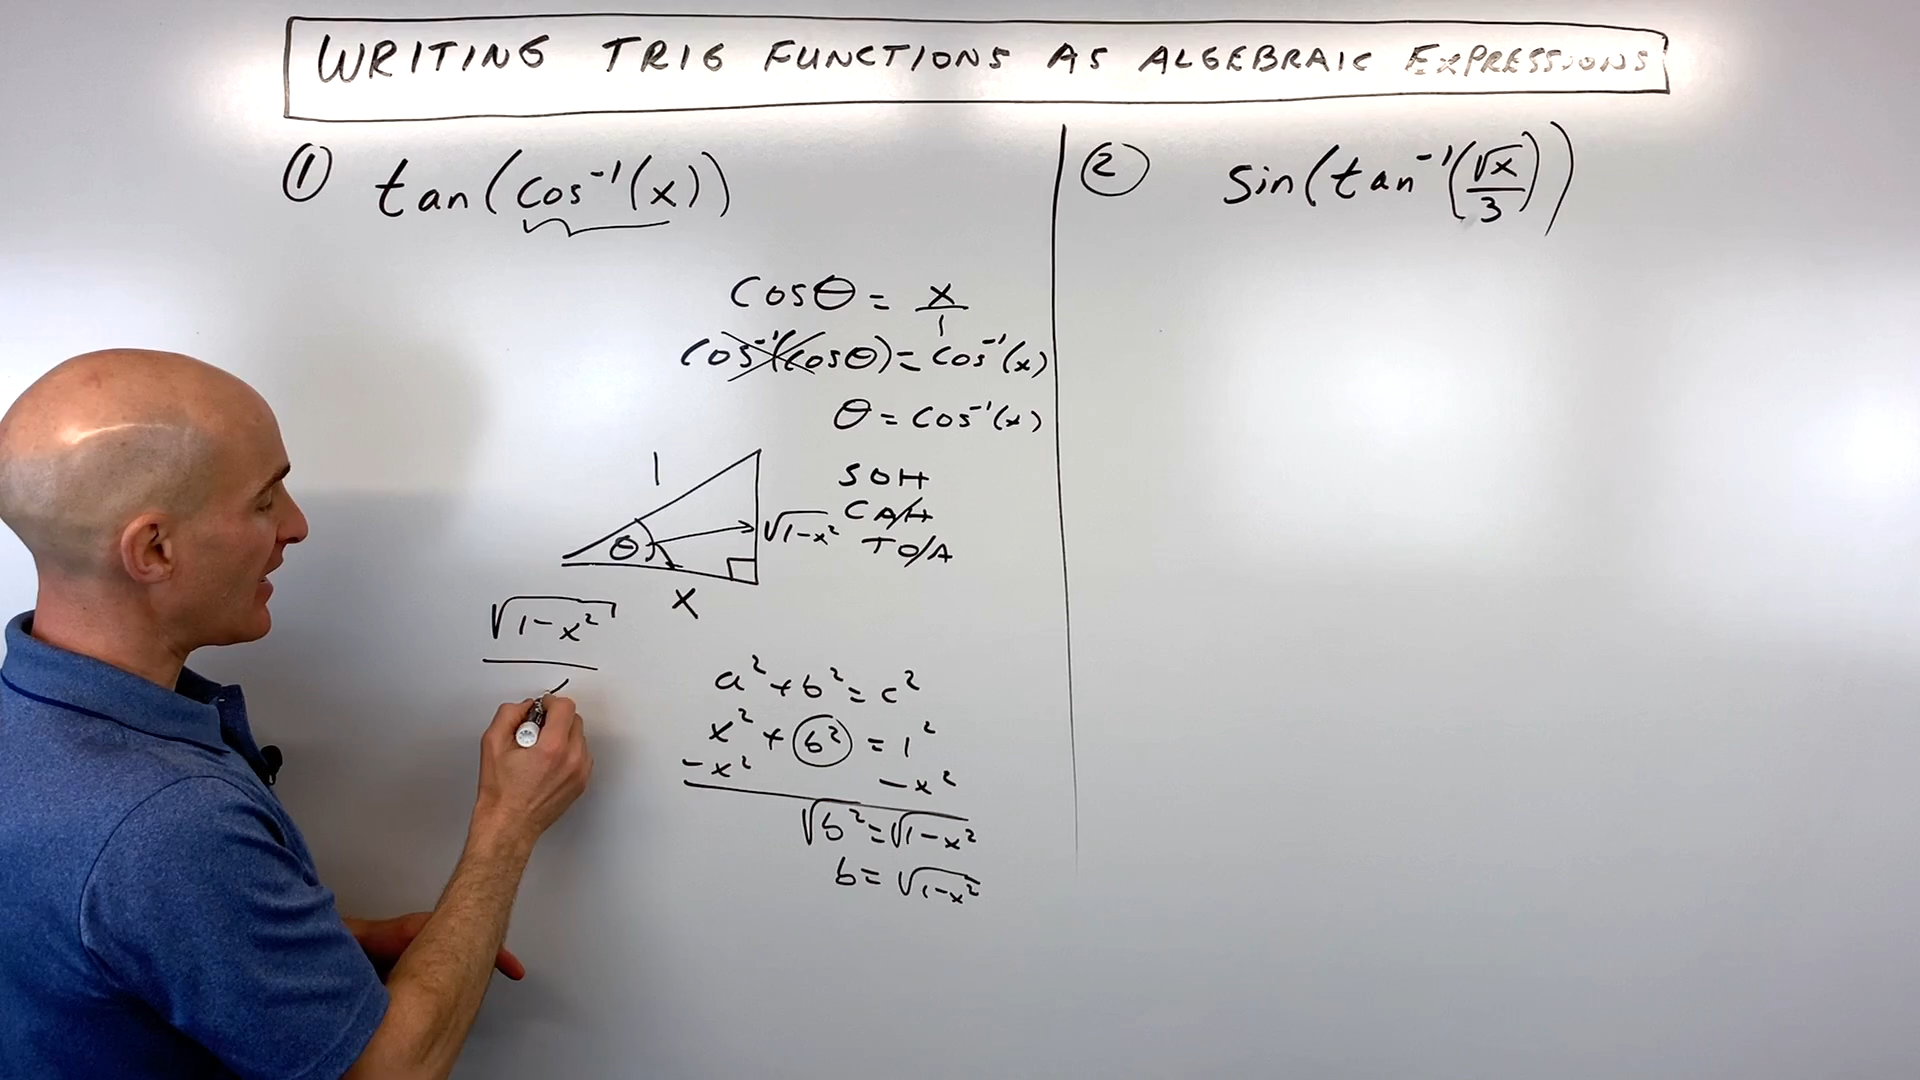 WRITING TRIG FUNCTIONS AS ALGEBRAIC EXPRESSIONS
① tan(cos⁻¹(x))
cosθ = x/1
cos⁻¹(cosθ) = cos⁻¹(x)
θ = cos⁻¹(x)
1
SOH
CAH
TOA
θ
√1-x²
x
√1-x²
a² + b² = c²
x² + b² = 1²
-x² -x²
√b² = √1-x²
b = √1-x²
② sin(tan⁻¹(√x/3))